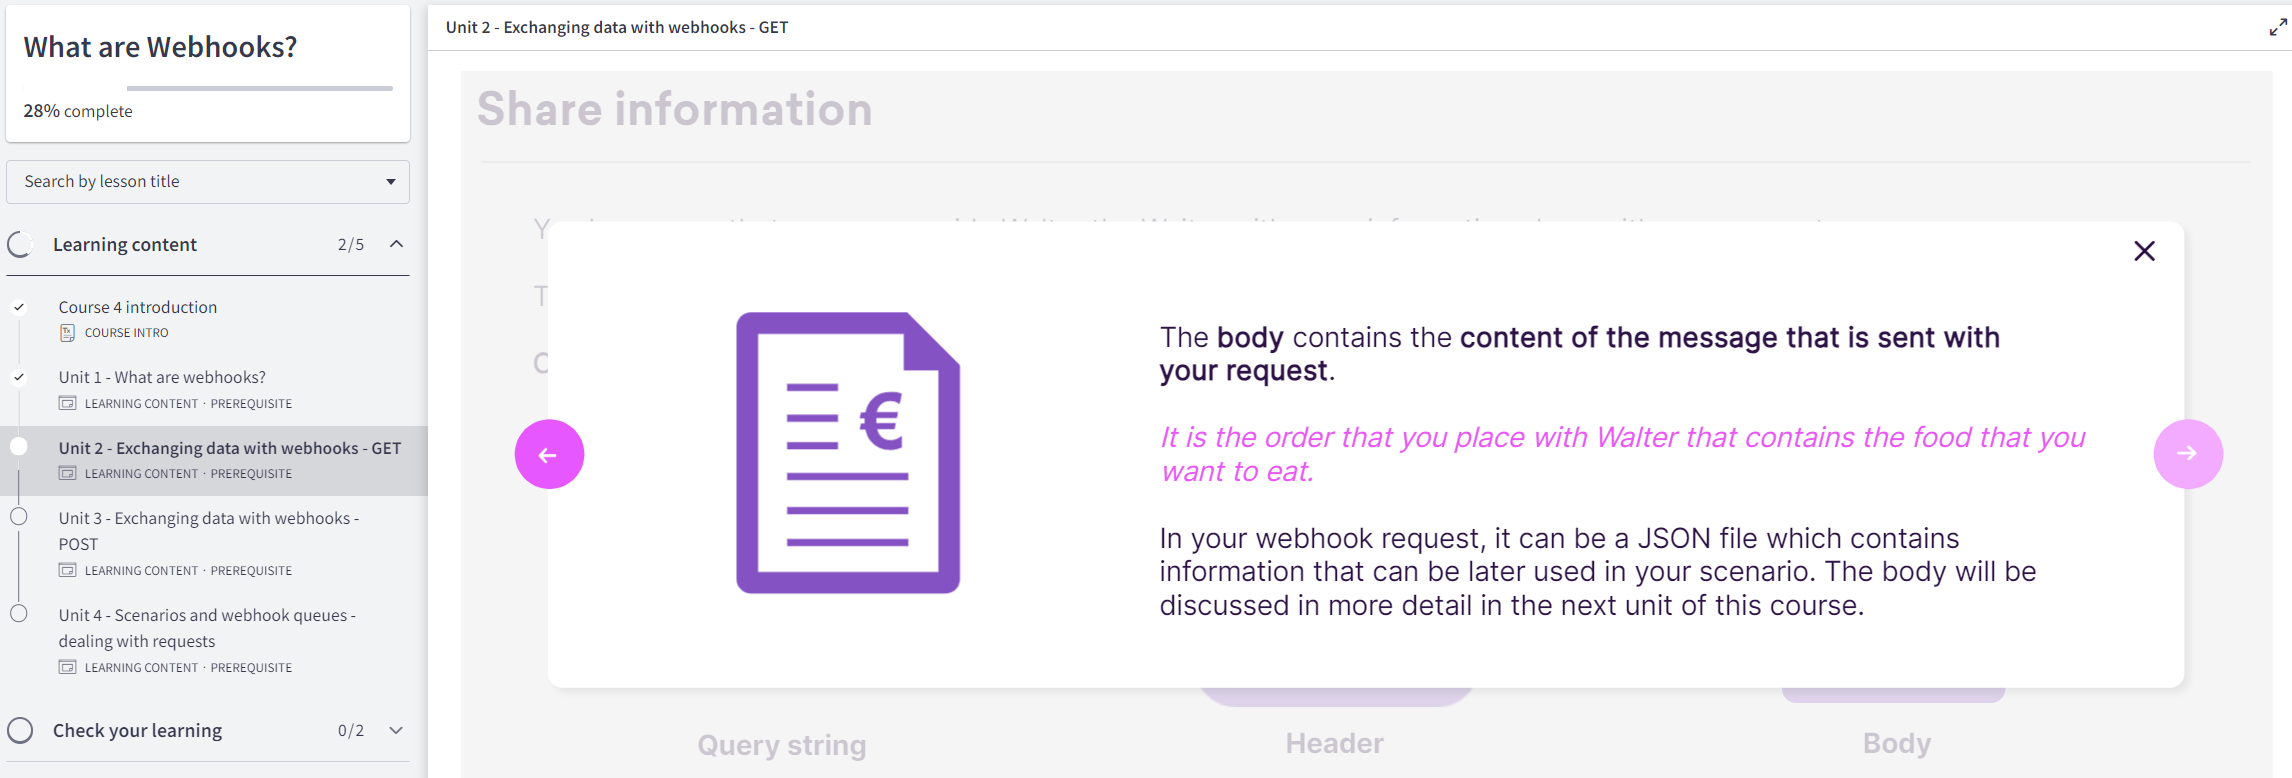 What are Webhooks?
28% complete
Search by lesson title
Learning content 2/5
Course 4 introduction
COURSE INTRO
Unit 1 - What are webhooks?
LEARNING CONTENT · PREREQUISITE
Unit 2 - Exchanging data with webhooks - GET
LEARNING CONTENT · PREREQUISITE
Unit 3 - Exchanging data with webhooks -
POST
LEARNING CONTENT · PREREQUISITE
Unit 4 - Scenarios and webhook queues -
dealing with requests
LEARNING CONTENT · PREREQUISITE
Check your learning 0/2
Unit 2 - Exchanging data with webhooks - GET
Share information
The body contains the content of the message that is sent with
your request.
It is the order that you place with Walter that contains the food that you
want to eat.
In your webhook request, it can be a JSON file which contains
information that can be later used in your scenario. The body will be
discussed in more detail in the next unit of this course.
€
Query string
Header
Body